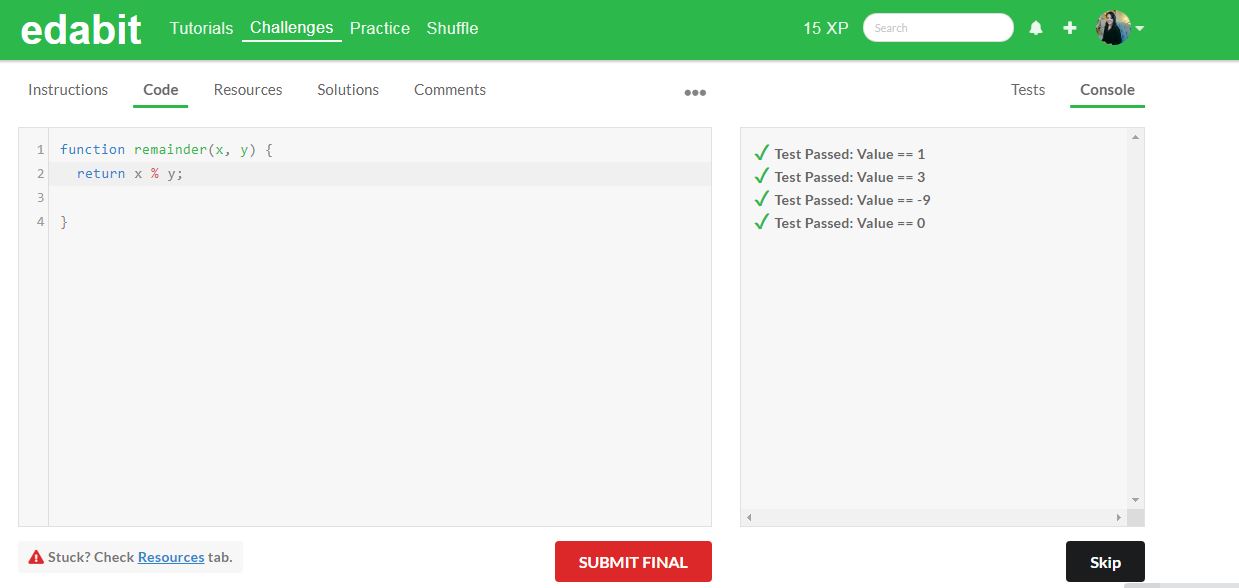 edabit Tutorials Challenges Practice Shuffle 15 XP Search
Instructions Code Resources Solutions Comments ••• Tests Console
1 function remainder(x, y) {
2 return x % y;
3
4 }
✓ Test Passed: Value == 1
✓ Test Passed: Value == 3
✓ Test Passed: Value == -9
✓ Test Passed: Value == 0
Stuck? Check Resources tab. SUBMIT FINAL Skip